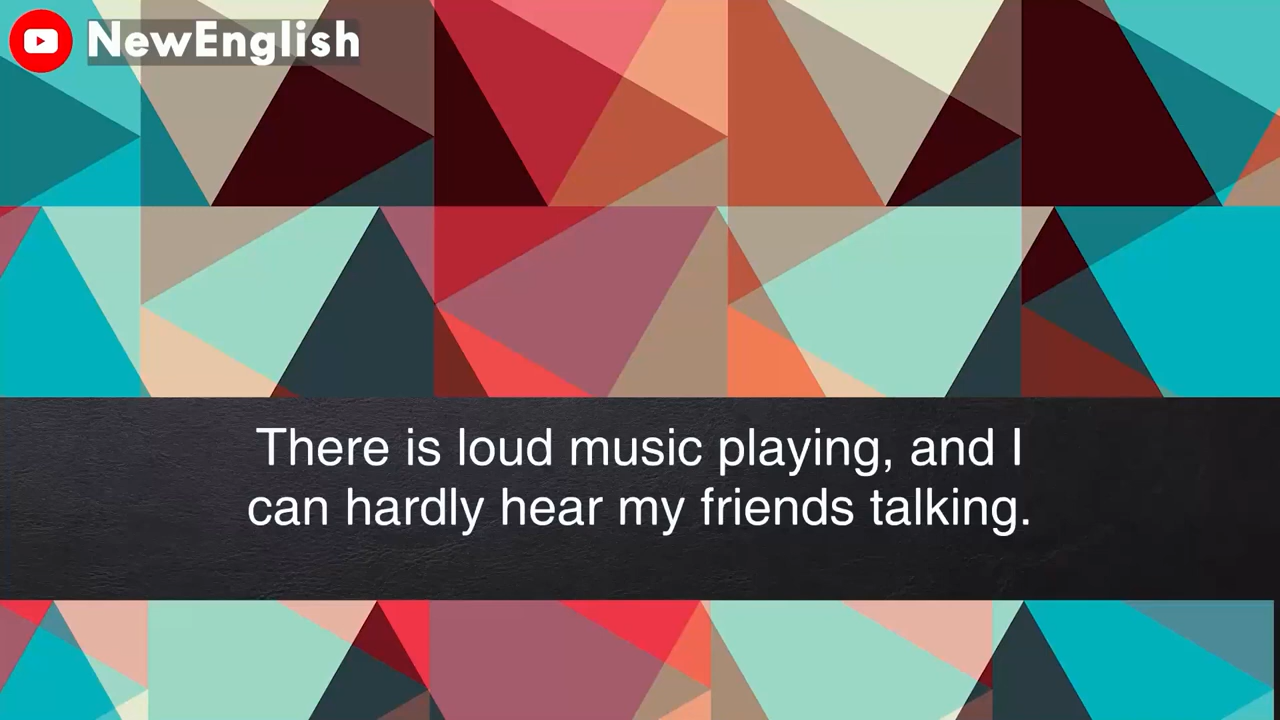 NewEnglish
There is loud music playing, and I
can hardly hear my friends talking.